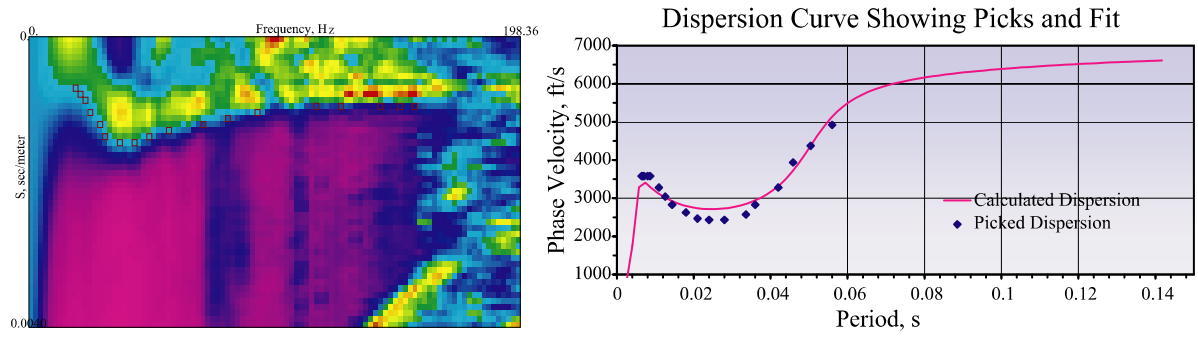 Frequency, Hz
0. 0.
198.36
S, sec/meter
0.0040
Dispersion Curve Showing Picks and Fit
Phase Velocity, ft/s
7000
6000
5000
4000
3000
2000
1000
Calculated Dispersion
Picked Dispersion
0 0.02 0.04 0.06 0.08 0.1 0.12 0.14
Period, s